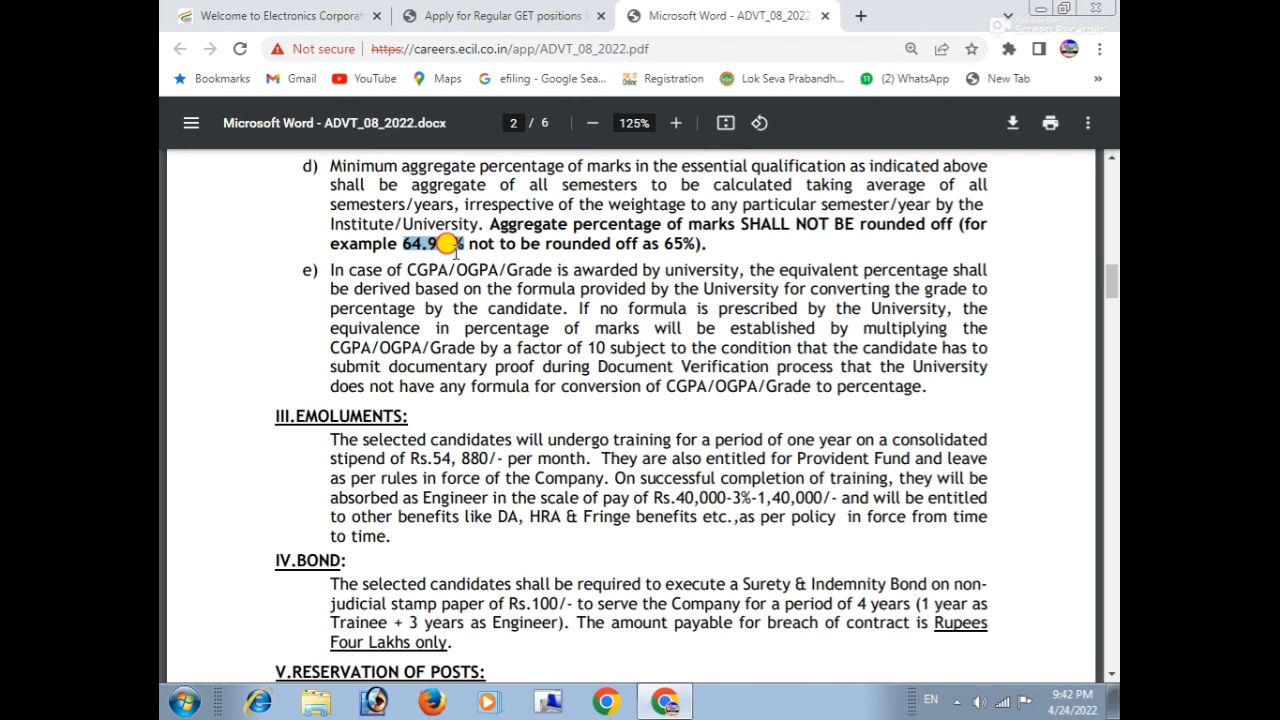 Welcome to Electronics Corporat
Apply for Regular GET positions
Microsoft Word - ADVT_08_2022
Screen Recorder
Not secure
https://careers.ecil.co.in/app/ADVT_08_2022.pdf
Bookmarks
Gmail
YouTube
Maps
efiling - Google Sea...
Registration
Lok Seva Prabandh...
(2) WhatsApp
New Tab
»
Microsoft Word - ADVT_08_2022.docx
2 / 6
125%
d) Minimum aggregate percentage of marks in the essential qualification as indicated above
shall be aggregate of all semesters to be calculated taking average of all
semesters/years, irrespective of the weightage to any particular semester/year by the
Institute/University. Aggregate percentage of marks SHALL NOT BE rounded off (for
example not to be rounded off as 65%).
e) In case of CGPA/OGPA/Grade is awarded by university, the equivalent percentage shall
be derived based on the formula provided by the University for converting the grade to
percentage by the candidate. If no formula is prescribed by the University, the
equivalence in percentage of marks will be established by multiplying the
CGPA/OGPA/Grade by a factor of 10 subject to the condition that the candidate has to
submit documentary proof during Document Verification process that the University
does not have any formula for conversion of CGPA/OGPA/Grade to percentage.
III.EMOLUMENTS:
The selected candidates will undergo training for a period of one year on a consolidated
stipend of Rs.54, 880/- per month. They are also entitled for Provident Fund and leave
as per rules in force of the Company. On successful completion of training, they will be
absorbed as Engineer in the scale of pay of Rs.40,000-3%-1,40,000/- and will be entitled
to other benefits like DA, HRA & Fringe benefits etc.,as per policy in force from time
to time.
IV.BOND:
The selected candidates shall be required to execute a Surety & Indemnity Bond on non-
judicial stamp paper of Rs.100/- to serve the Company for a period of 4 years (1 year as
Trainee + 3 years as Engineer). The amount payable for breach of contract is Rupees
Four Lakhs only.
V.RESERVATION OF POSTS:
EN
9:42 PM
4/24/2022